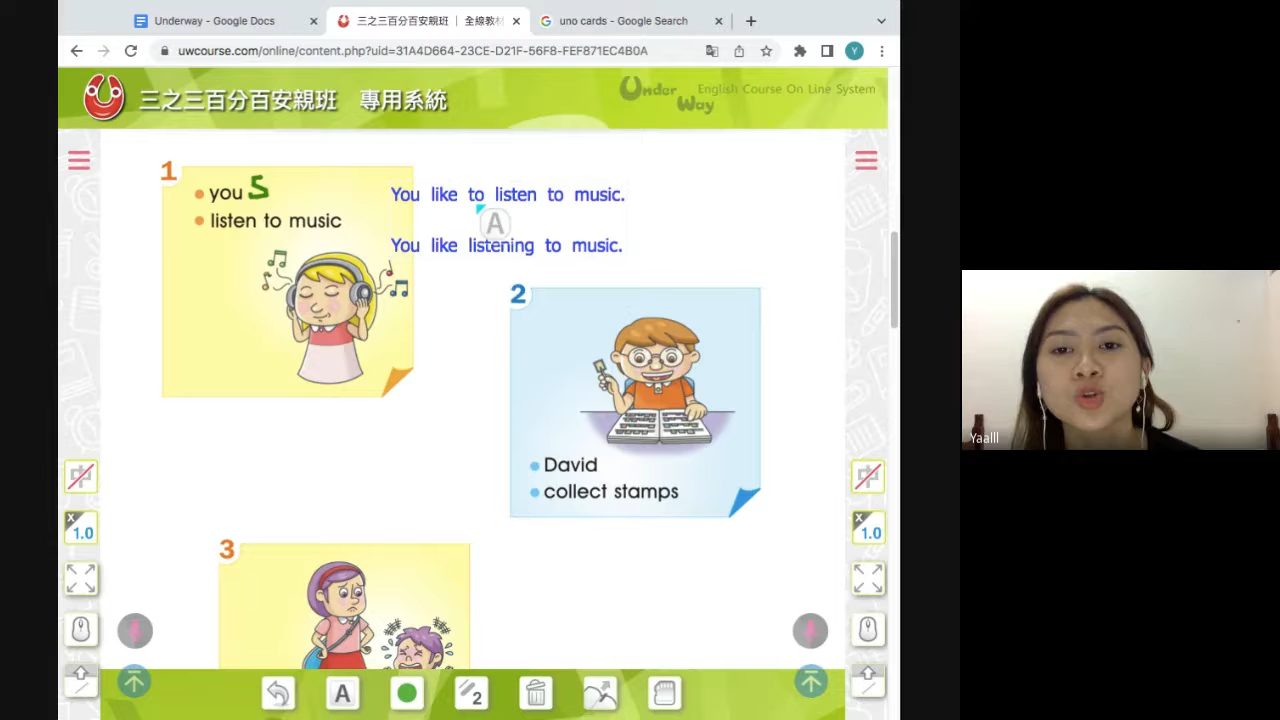 Underway - Google Docs
三之三百分百安親班 | 全線教材
uno cards - Google Search
uwcourse.com/online/content.php?uid=31A4D664-23CE-D21F-56F8-FEF871EC4B0A
Y
三之三百分百安親班 專用系統
Under Way
English Course On Line System
1
you S
listen to music
You like to listen to music.
A
You like listening to music.
2
David
collect stamps
3
X 1.0
X 1.0
A
2
Yaalll